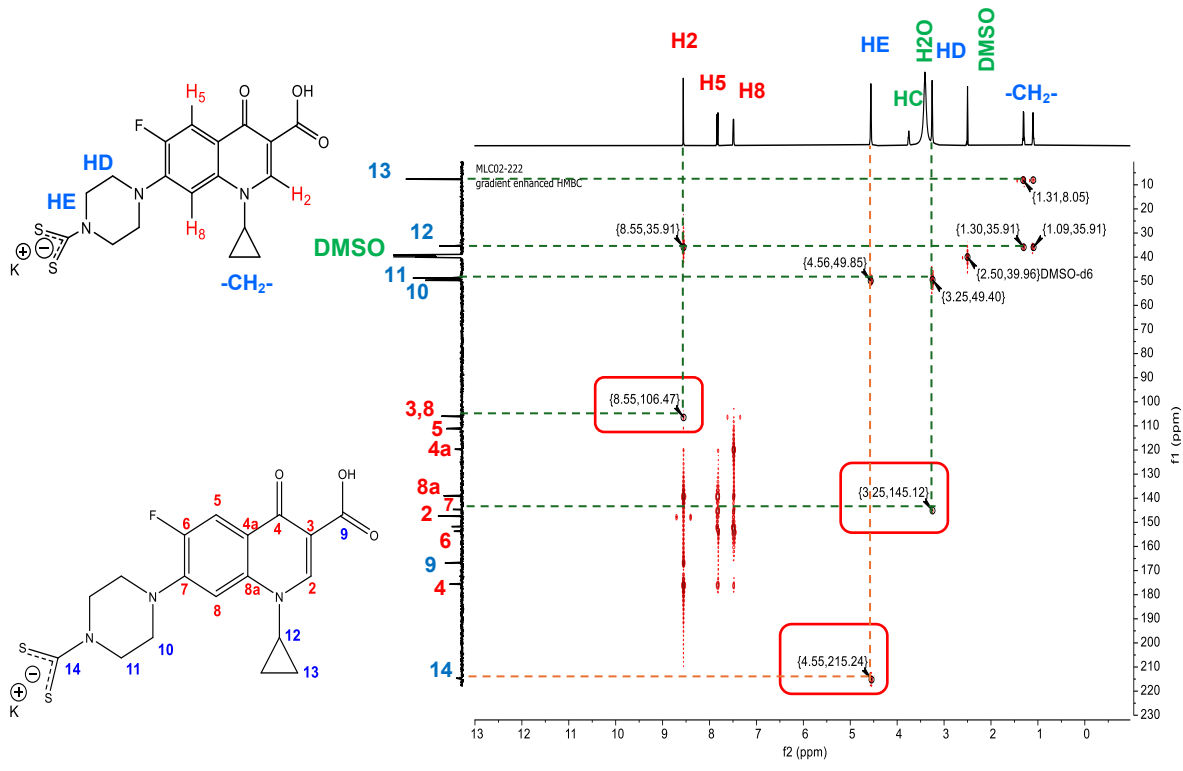 H2
HE
H2O
HD
DMSO
H5
H8
HC
-CH2-
H5
O
OH
F
O
HD
N
N
H2
HE
H8
S
N
S
K
-CH2-
MLC02-222
gradient enhanced HMBC
13
12
DMSO
11
10
3,8
5
4a
8a
7
2
6
9
4
14
{1.31,8.05}
{8.55,35.91}
{1.30,35.91}
{1.09,35.91}
{4.56,49.85}
{2.50,39.96}DMSO-d6
{3.25,49.40}
{8.55,106.47}
{3.25,145.12}
{4.55,215.24}
10
20
30
40
50
60
70
80
90
100
110
120
130
140
150
160
170
180
190
200
210
220
230
f1 (ppm)
13 12 11 10 9 8 7 6 5 4 3 2 1 0
f2 (ppm)
O
OH
5
F
6
4a
4
3
9
O
7
8a
2
N
8
N
N
10
12
S
14
11
13
S
K